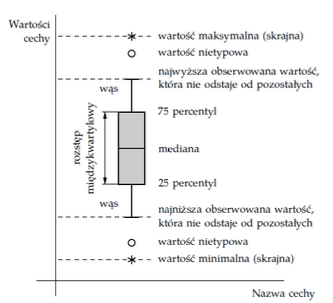 Wartości
cechy
wartość maksymalna (skrajna)
wartość nietypowa
najwyższa obserwowana wartość,
która nie odstaje od pozostałych
wąs
75 percentyl
rozstęp
międzykwartylowy
mediana
25 percentyl
wąs
najniższa obserwowana wartość,
która nie odstaje od pozostałych
wartość nietypowa
wartość minimalna (skrajna)
Nazwa cechy